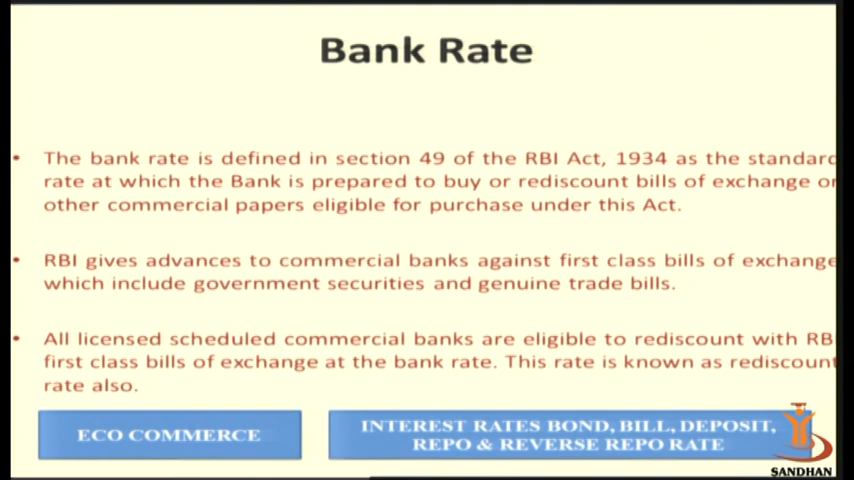 Bank Rate
• The bank rate is defined in section 49 of the RBI Act, 1934 as the standard
rate at which the Bank is prepared to buy or rediscount bills of exchange or
other commercial papers eligible for purchase under this Act.
• RBI gives advances to commercial banks against first class bills of exchange
which include government securities and genuine trade bills.
• All licensed scheduled commercial banks are eligible to rediscount with RB
first class bills of exchange at the bank rate. This rate is known as rediscount
rate also.
ECO COMMERCE
INTEREST RATES BOND, BILL, DEPOSIT,
REPO & REVERSE REPO RATE
SANDHAN